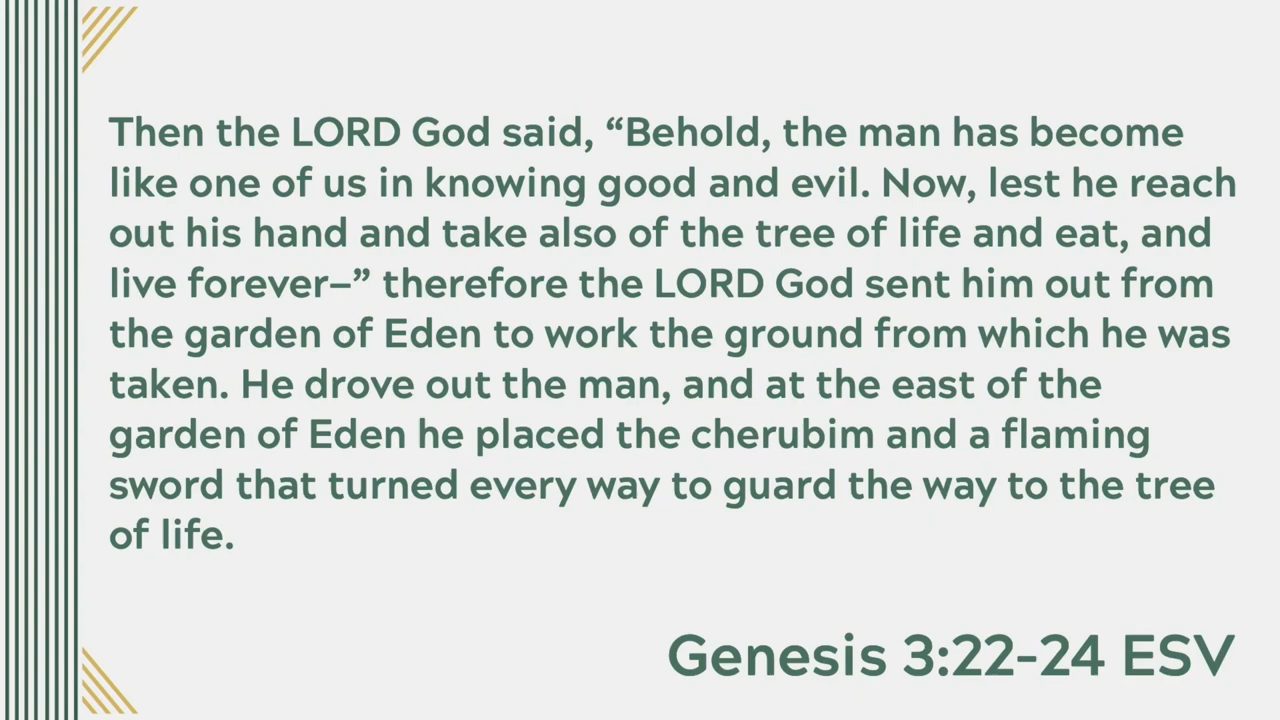 Then the LORD God said, “Behold, the man has become
like one of us in knowing good and evil. Now, lest he reach
out his hand and take also of the tree of life and eat, and
live forever–” therefore the LORD God sent him out from
the garden of Eden to work the ground from which he was
taken. He drove out the man, and at the east of the
garden of Eden he placed the cherubim and a flaming
sword that turned every way to guard the way to the tree
of life.
Genesis 3:22-24 ESV